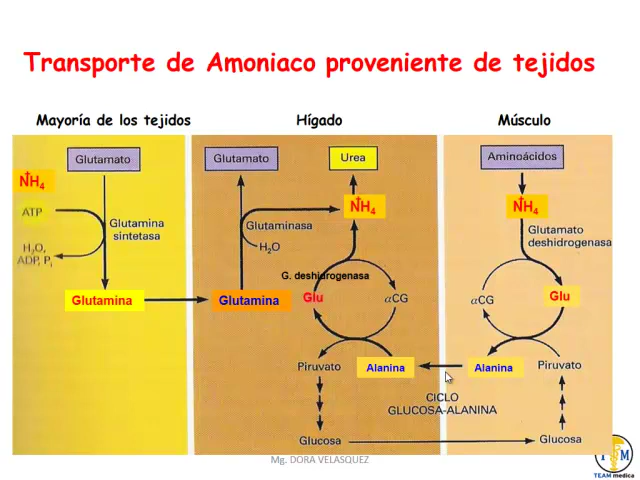 Transporte de Amoniaco proveniente de tejidos
Mayoría de los tejidos
Hígado
Músculo
Glutamato
NH4+
ATP
Glutamina
sintetasa
H2O,
ADP, Pi
Glutamina
Glutamato
Urea
NH4+
Glutaminasa
H2O
G. deshidrogenasa
Glutamina
Glu
αCG
Piruvato
Alanina
Glucosa
CICLO
GLUCOSA-ALANINA
Aminoácidos
NH4+
Glutamato
deshidrogenasa
αCG
Glu
Alanina
Piruvato
Glucosa
Mg. DORA VELASQUEZ
T M
TEAM medica